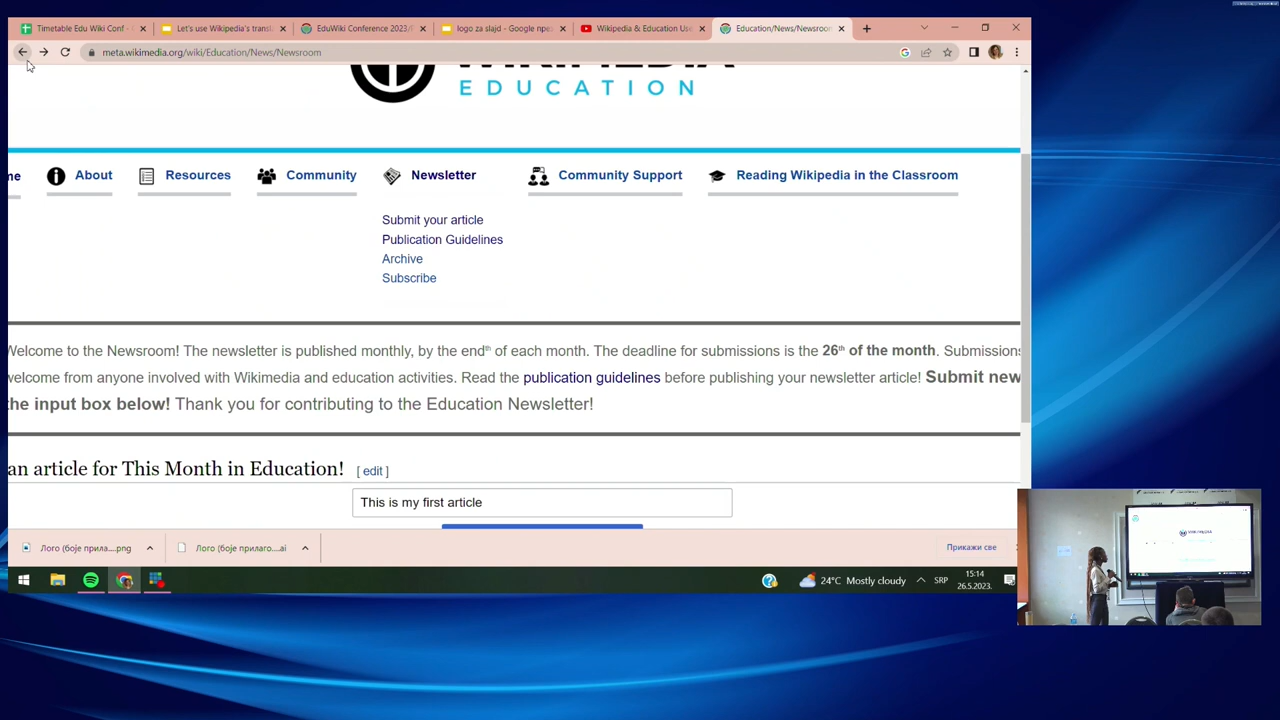 Timetable Edu Wiki Conf -
Let's use Wikipedia's transl
EduWiki Conference 2023/
logo za slajd - Google пре
Wikipedia & Education Use
Education/News/Newsroom
meta.wikimedia.org/wiki/Education/News/Newsroom
WIKIMEDIA
EDUCATION
me
About
Resources
Community
Newsletter
Community Support
Reading Wikipedia in the Classroom
Submit your article
Publication Guidelines
Archive
Subscribe
Welcome to the Newsroom! The newsletter is published monthly, by the end th of each month. The deadline for submissions is the 26th of the month. Submissions
welcome from anyone involved with Wikimedia and education activities. Read the publication guidelines before publishing your newsletter article! Submit new
the input box below! Thank you for contributing to the Education Newsletter!
an article for This Month in Education! [ edit ]
This is my first article
Лого (боје прила....png
Лого (боје прилаго....ai
Прикажи све
24°C Mostly cloudy
SRP
15:14
26.5.2023.